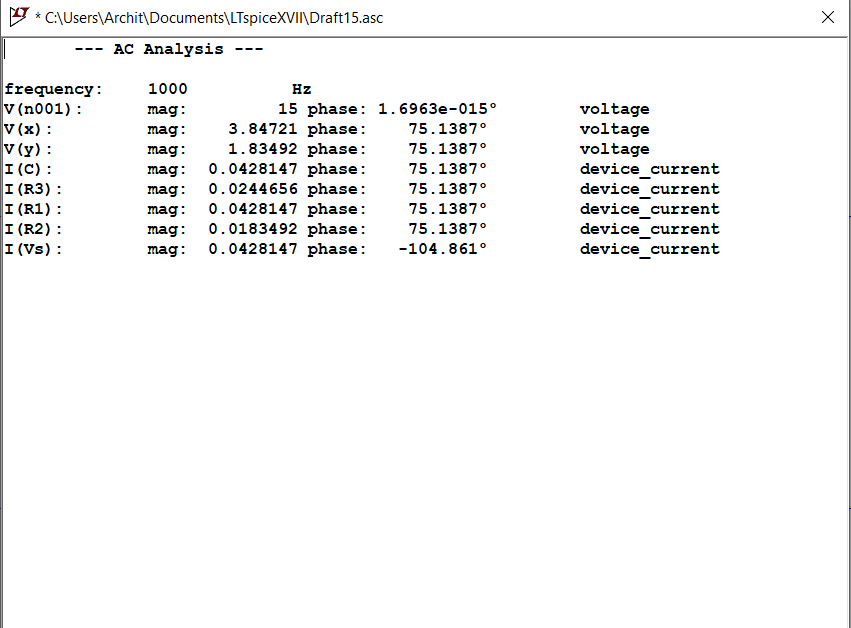 * C:\Users\Archit\Documents\LTspiceXVII\Draft15.asc
--- AC Analysis ---
frequency: 1000 Hz
V(n001): mag: 15 phase: 1.6963e-015° voltage
V(x): mag: 3.84721 phase: 75.1387° voltage
V(y): mag: 1.83492 phase: 75.1387° voltage
I(C): mag: 0.0428147 phase: 75.1387° device_current
I(R3): mag: 0.0244656 phase: 75.1387° device_current
I(R1): mag: 0.0428147 phase: 75.1387° device_current
I(R2): mag: 0.0183492 phase: 75.1387° device_current
I(Vs): mag: 0.0428147 phase: -104.861° device_current